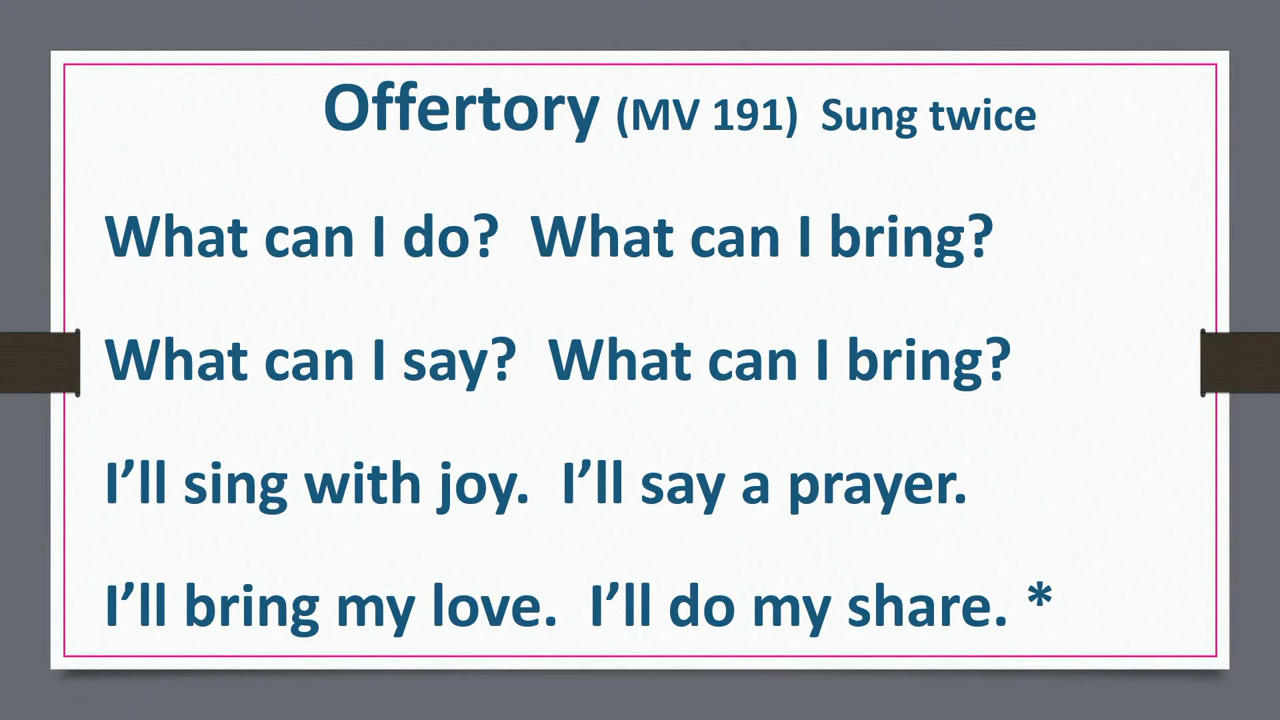 Offertory (MV 191)  Sung twice
What can I do?  What can I bring?
What can I say?  What can I bring?
I’ll sing with joy.  I’ll say a prayer.
I’ll bring my love.  I’ll do my share. *